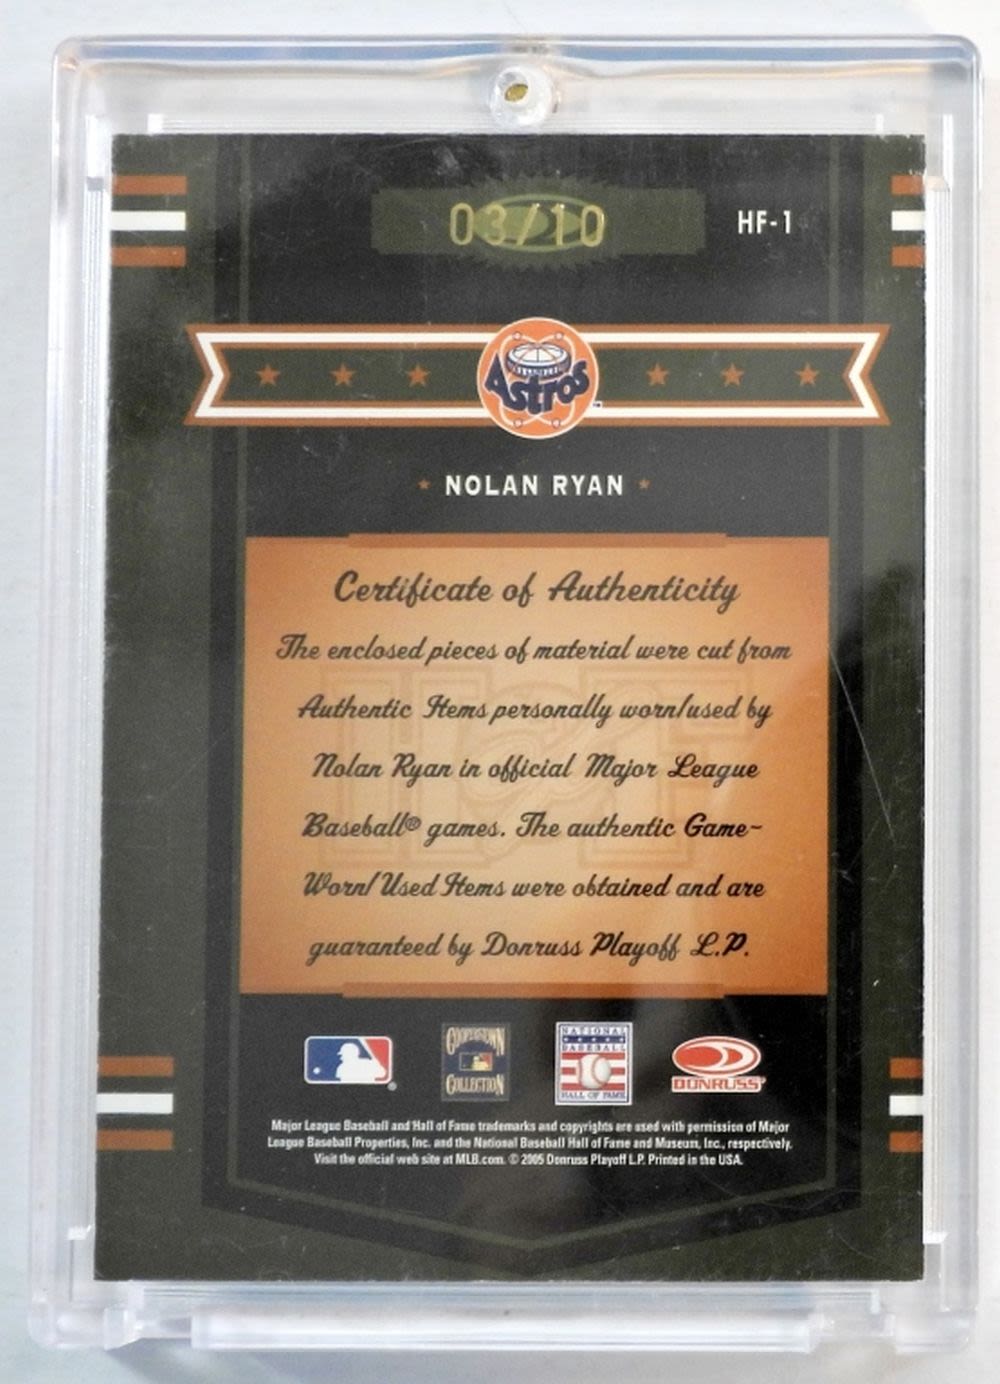 03/10
HF-1
Astros
NOLAN RYAN
Certificate of Authenticity
The enclosed pieces of material were cut from
Authentic Items personally worn/used by
Nolan Ryan in official Major League
Baseball® games. The authentic Game-
Worn/Used Items were obtained and are
guaranteed by Donruss Playoff L.P.
COOPERSTOWN
COLLECTION
NATIONAL
BASEBALL
HALL OF FAME
DONRUSS
Major League Baseball and Hall of Fame trademarks and copyrights are used with permission of Major
League Baseball Properties, Inc. and the National Baseball Hall of Fame and Museum, Inc., respectively.
Visit the official web site at MLB.com. © 2005 Donruss Playoff L.P. Printed in the USA.